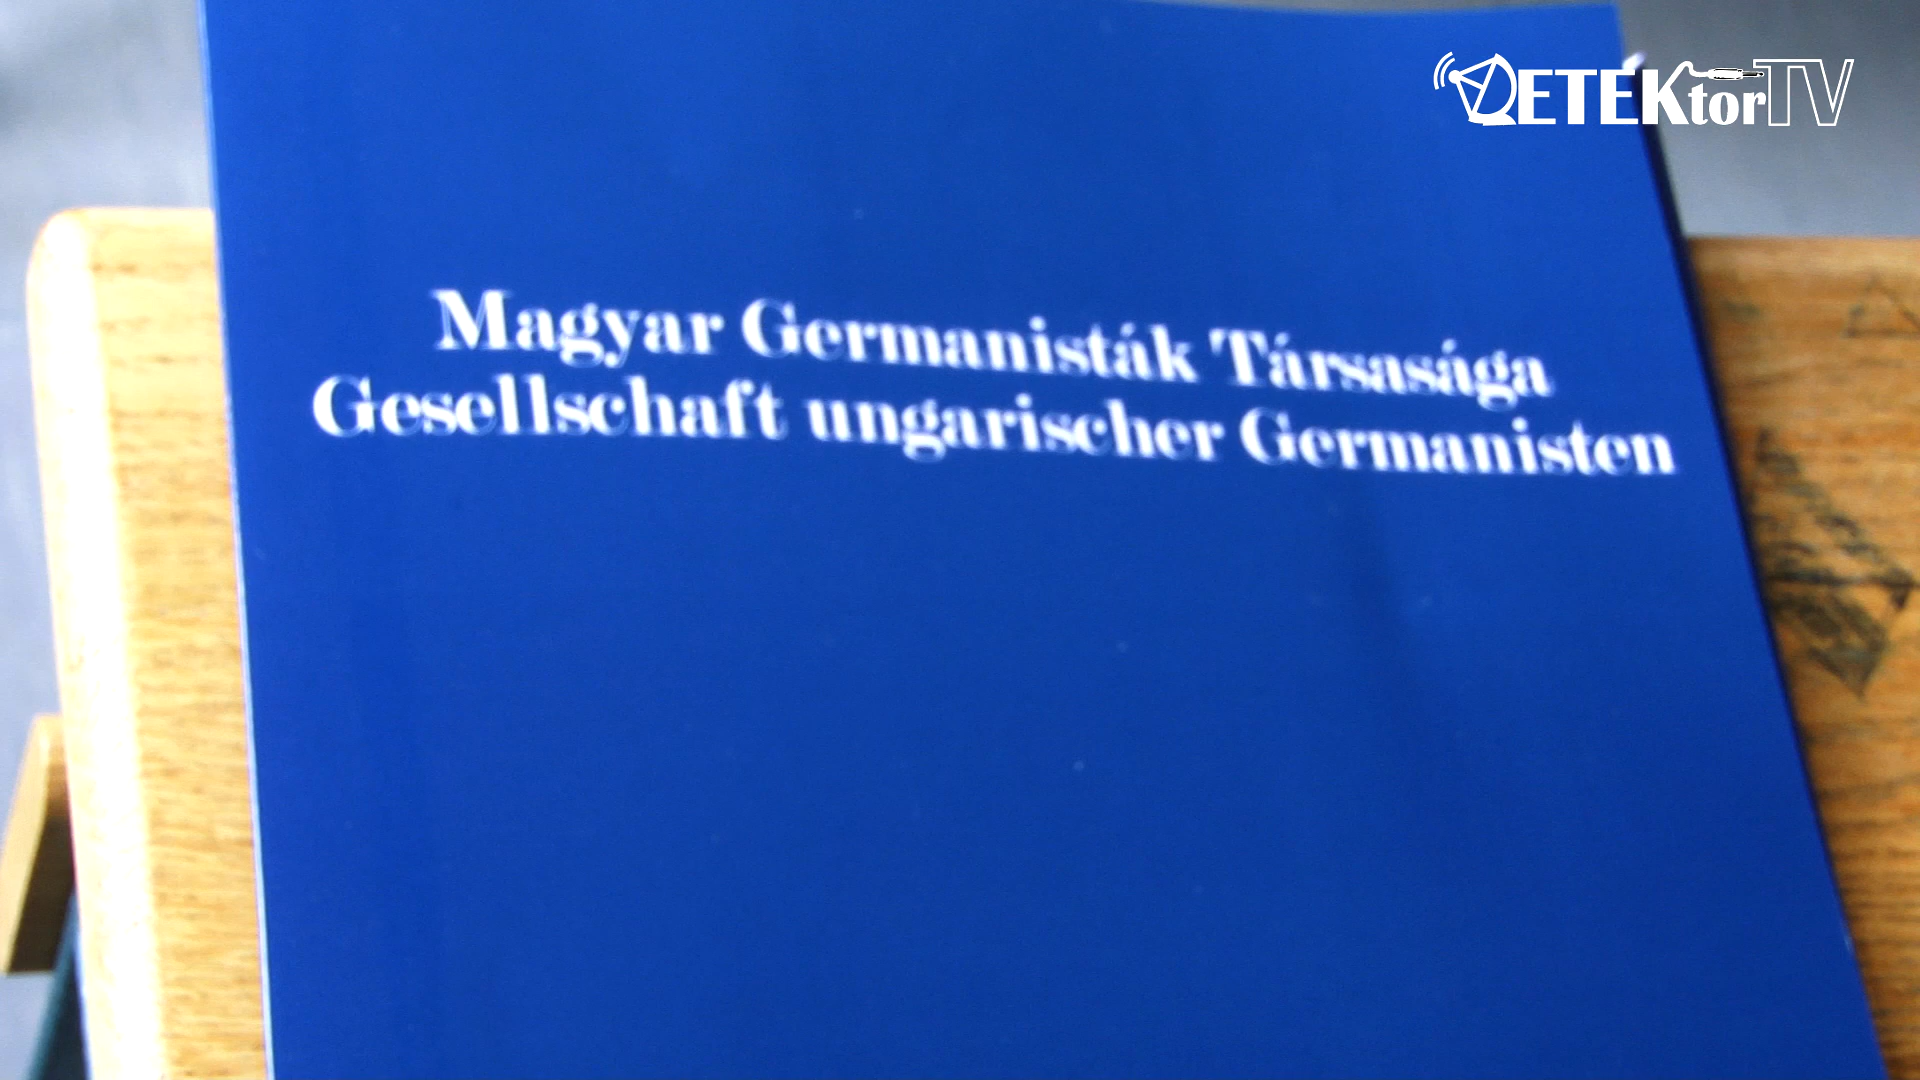 DETEKtorTV
Magyar Germanisták Társasága
Gesellschaft ungarischer Germanisten